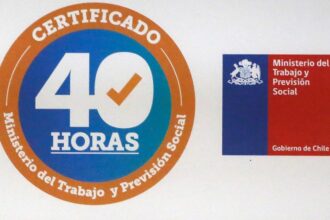 CERTIFICADO
40
HORAS
Ministerio del Trabajo y Previsión Social
Ministerio del
Trabajo y
Previsión
Social
Gobierno de Chile